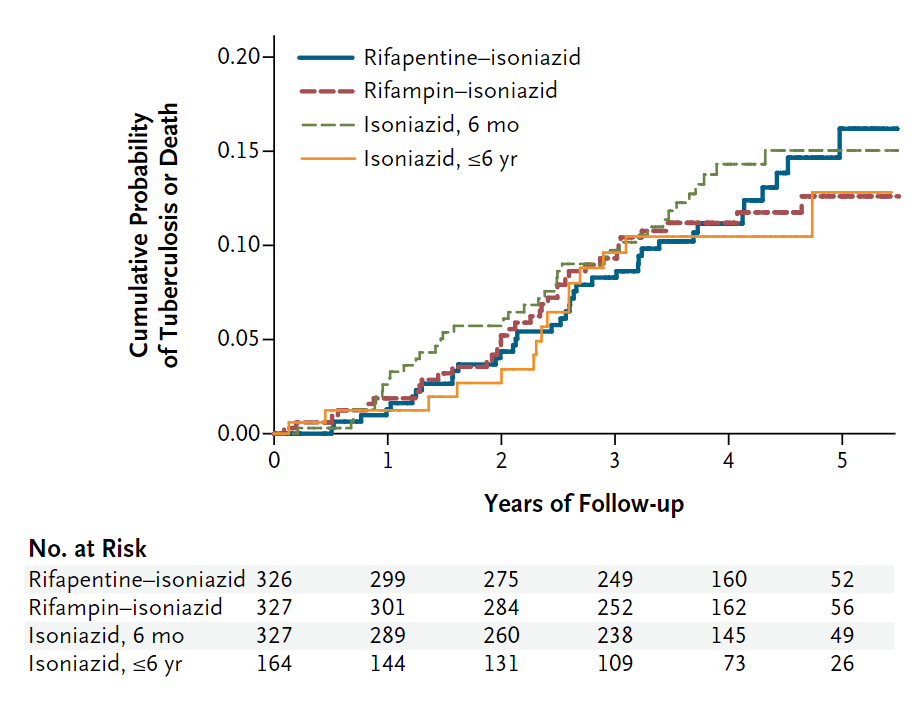 0.20
0.15
0.10
0.05
0.00
Cumulative Probability
of Tuberculosis or Death
Rifapentine–isoniazid
Rifampin–isoniazid
Isoniazid, 6 mo
Isoniazid, ≤6 yr
0 1 2 3 4 5
Years of Follow-up
No. at Risk
Rifapentine–isoniazid 326 299 275 249 160 52
Rifampin–isoniazid 327 301 284 252 162 56
Isoniazid, 6 mo 327 289 260 238 145 49
Isoniazid, ≤6 yr 164 144 131 109 73 26